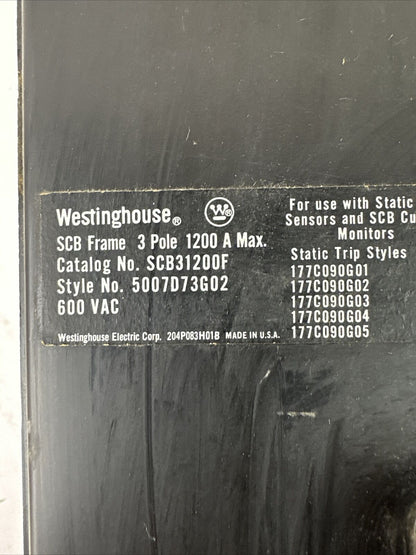 Westinghouse®
SCB Frame 3 Pole 1200 A Max.
Catalog No. SCB31200F
Style No. 5007D73G02
600 VAC
Westinghouse Electric Corp. 204P083H01B MADE IN U.S.A.
For use with Static
Sensors and SCB Cu
Monitors
Static Trip Styles
177C090G01
177C090G02
177C090G03
177C090G04
177C090G05